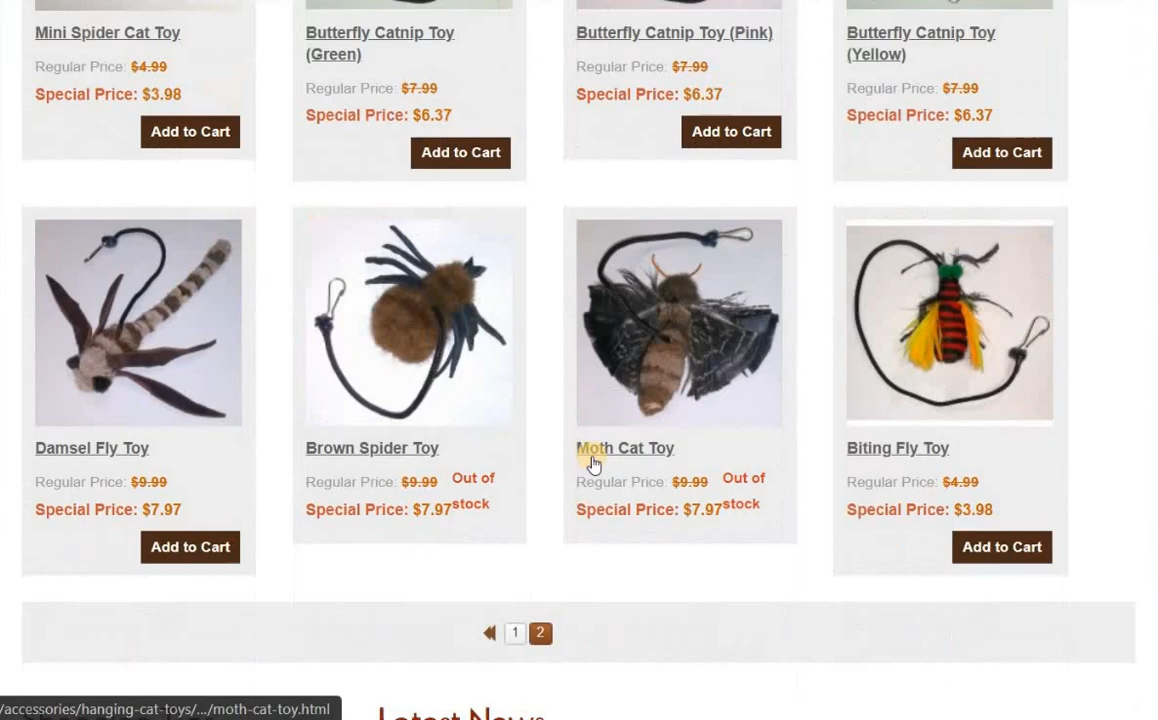 Mini Spider Cat Toy
Regular Price: $4.99
Special Price: $3.98
Add to Cart
Butterfly Catnip Toy
(Green)
Regular Price: $7.99
Special Price: $6.37
Add to Cart
Butterfly Catnip Toy (Pink)
Regular Price: $7.99
Special Price: $6.37
Add to Cart
Butterfly Catnip Toy
(Yellow)
Regular Price: $7.99
Special Price: $6.37
Add to Cart
Damsel Fly Toy
Regular Price: $9.99
Special Price: $7.97
Add to Cart
Brown Spider Toy
Regular Price: $9.99
Special Price: $7.97
Out of
stock
Moth Cat Toy
Regular Price: $9.99
Special Price: $7.97
Out of
stock
Biting Fly Toy
Regular Price: $4.99
Special Price: $3.98
Add to Cart
1 2
/accessories/hanging-cat-toys/.../moth-cat-toy.html
Latest News